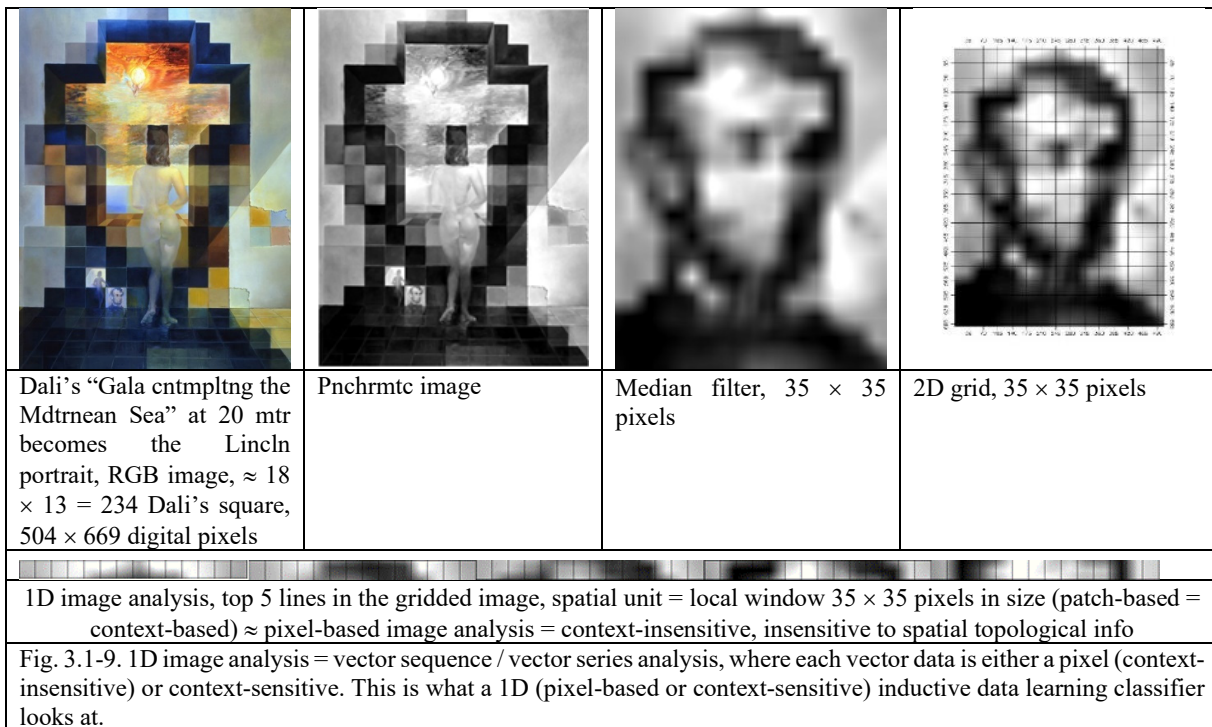 Dali's “Gala cntmpltng the
Mdtrnean Sea” at 20 mtr
becomes the Lincln
portrait, RGB image, ≈ 18
× 13 = 234 Dali's square,
504 × 669 digital pixels
Pnchrmtc image
Median filter, 35 × 35
pixels
2D grid, 35 × 35 pixels
1D image analysis, top 5 lines in the gridded image, spatial unit = local window 35 × 35 pixels in size (patch-based =
context-based) ≈ pixel-based image analysis = context-insensitive, insensitive to spatial topological info
Fig. 3.1-9. 1D image analysis = vector sequence / vector series analysis, where each vector data is either a pixel (context-
insensitive) or context-sensitive. This is what a 1D (pixel-based or context-sensitive) inductive data learning classifier
looks at.